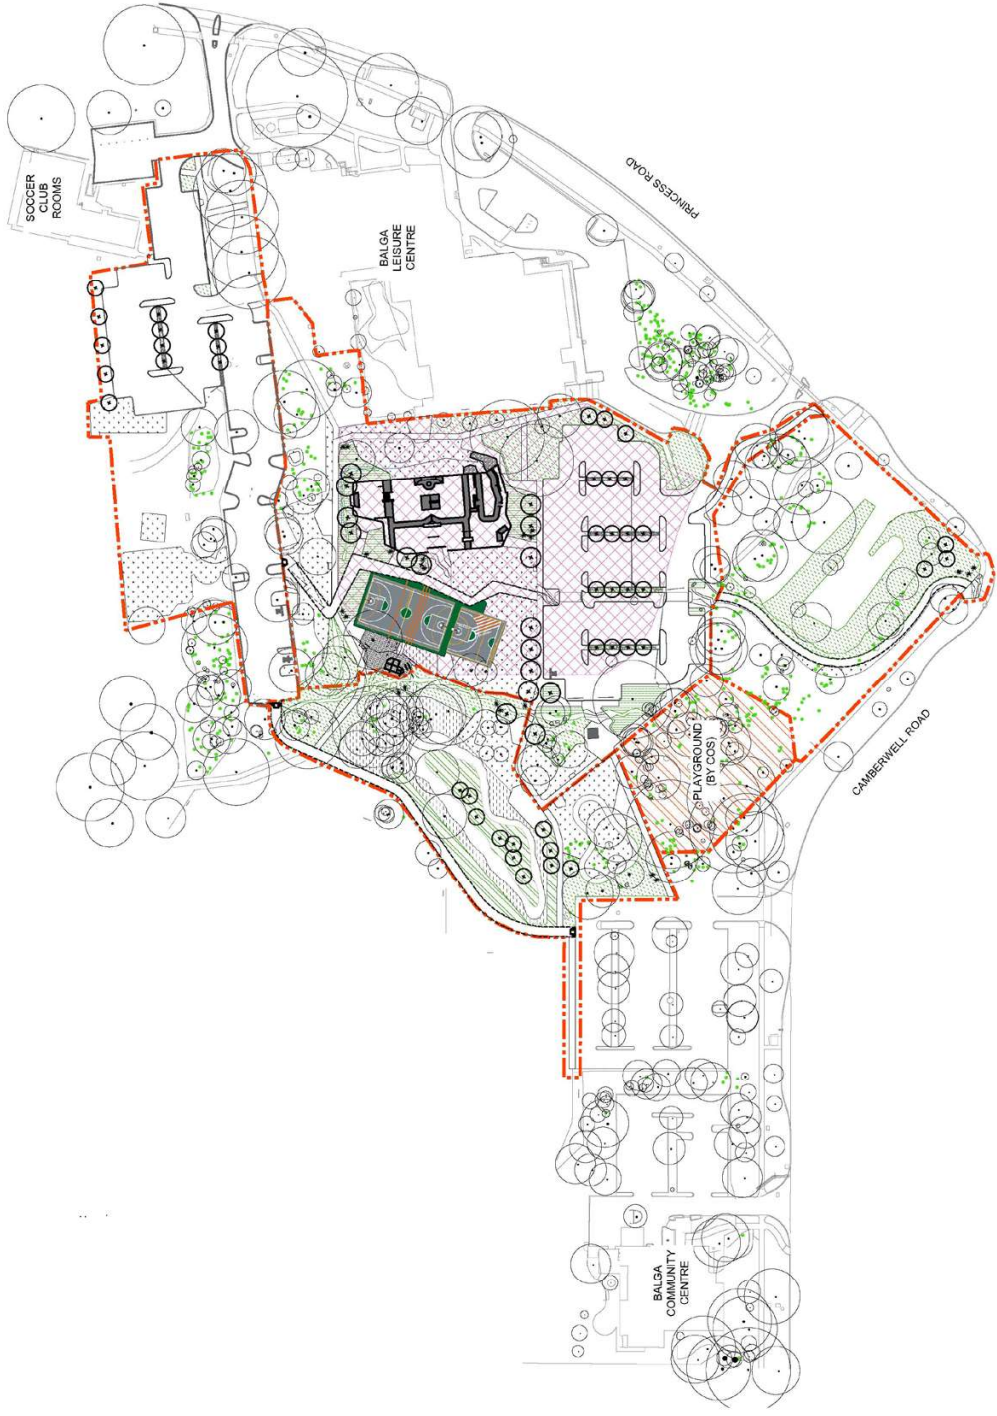 SOCCER
CLUB
ROOMS
BALGA
LEISURE
CENTRE
PRINCESS ROAD
PLAYGROUND
(BY COS)
CAMBERWELL ROAD
BALGA
COMMUNITY
CENTRE